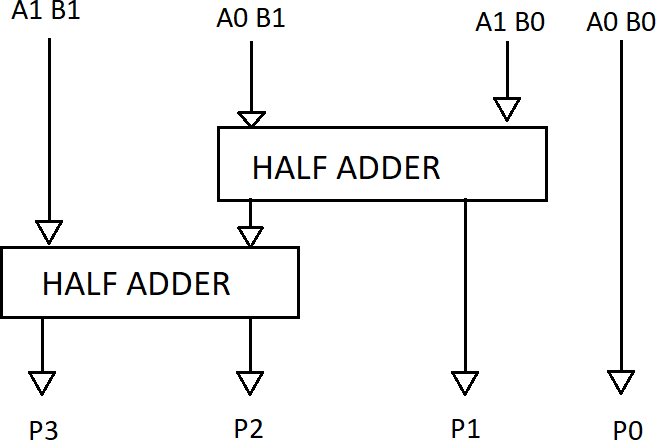 A1 B1
A0 B1
A1 B0
A0 B0
HALF ADDER
HALF ADDER
P3
P2
P1
P0